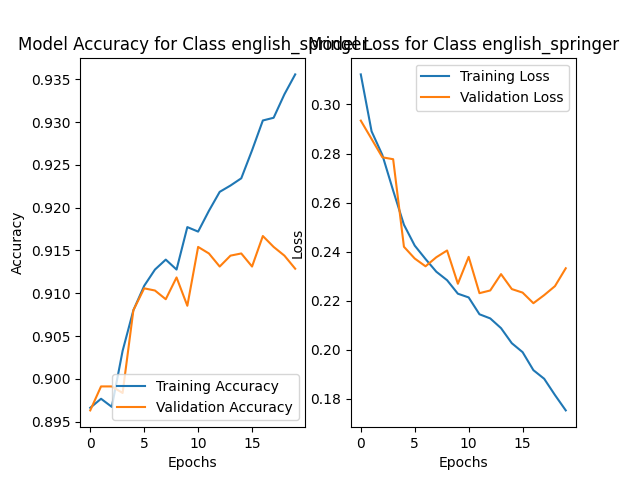 Model Accuracy for Class english_springer
Model Loss for Class english_springer
0.935
0.930
0.925
0.920
0.915
0.910
0.905
0.900
0.895
Accuracy
Training Accuracy
Validation Accuracy
0
5
10
15
Epochs
0.30
0.28
0.26
0.24
0.22
0.20
0.18
Loss
Training Loss
Validation Loss
0
5
10
15
Epochs